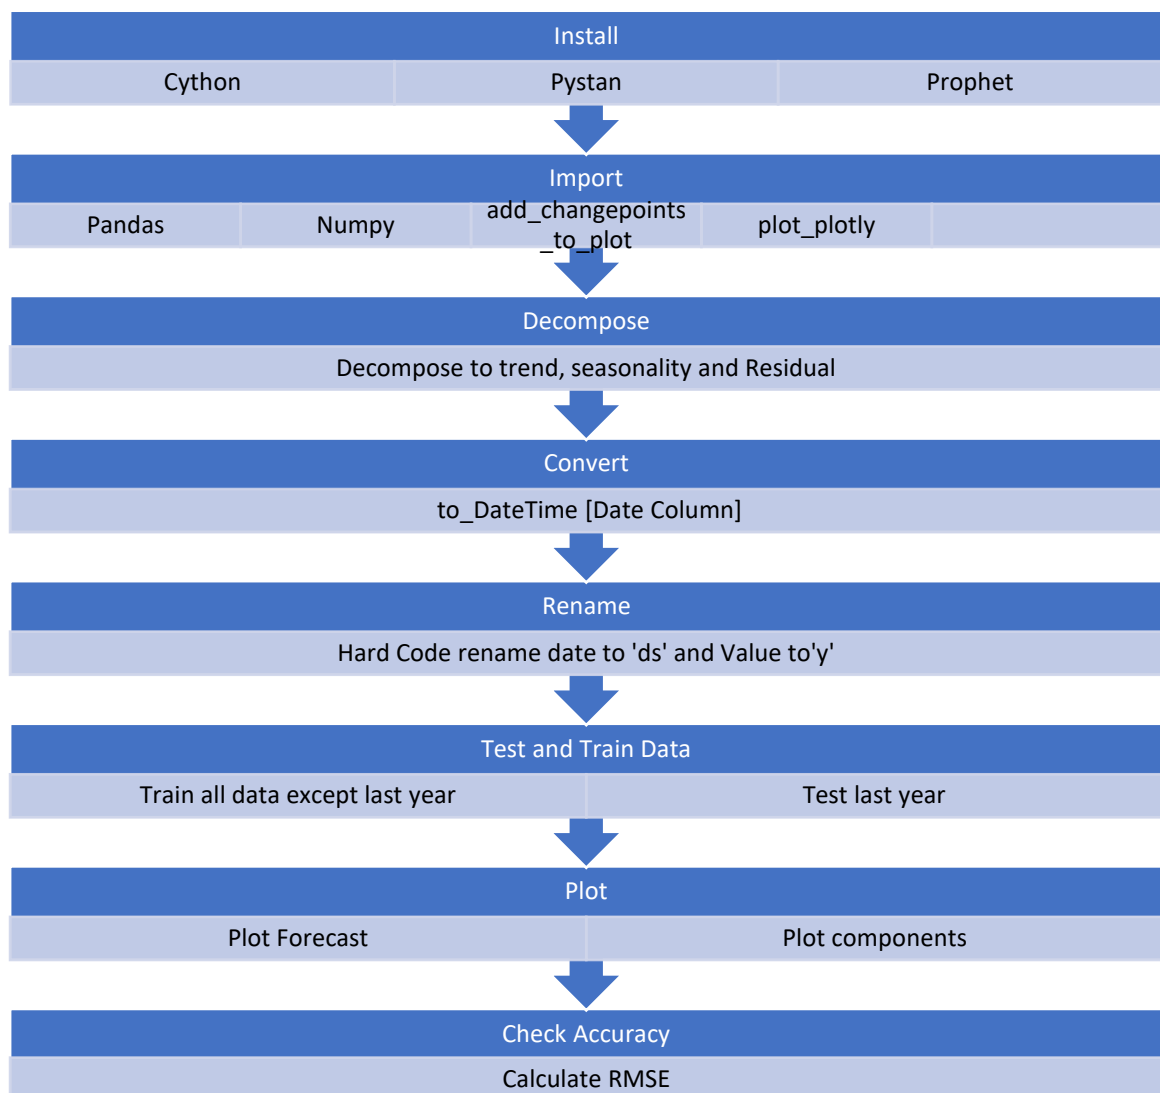 Install
Cython Pystan Prophet
Import
Pandas Numpy add_changepoints
_to_plot plot_plotly
Decompose
Decompose to trend, seasonality and Residual
Convert
to_DateTime [Date Column]
Rename
Hard Code rename date to 'ds' and Value to'y'
Test and Train Data
Train all data except last year Test last year
Plot
Plot Forecast Plot components
Check Accuracy
Calculate RMSE